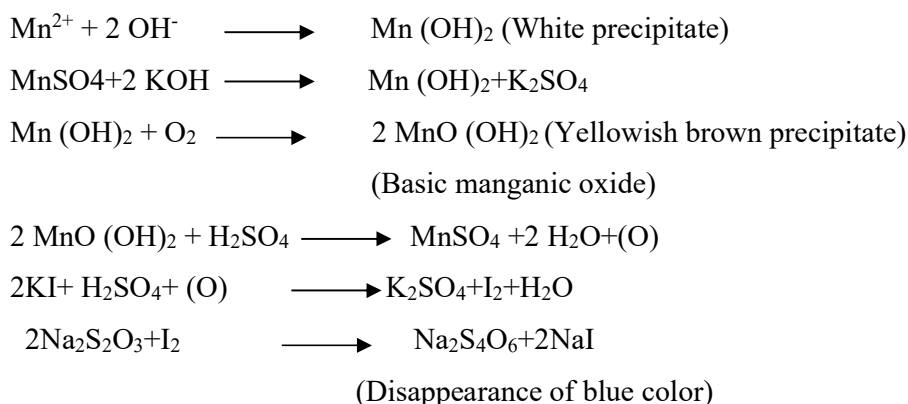 Mn²⁺ + 2 OH⁻ ⟶ Mn (OH)₂ (White precipitate)
MnSO4+2 KOH ⟶ Mn (OH)₂+K₂SO₄
Mn (OH)₂ + O₂ ⟶ 2 MnO (OH)₂ (Yellowish brown precipitate)
(Basic manganic oxide)
2 MnO (OH)₂ + H₂SO₄ ⟶ MnSO₄ +2 H₂O+(O)
2KI+ H₂SO₄+ (O) ⟶ K₂SO₄+I₂+H₂O
2Na₂S₂O₃+I₂ ⟶ Na₂S₄O₆+2NaI
(Disappearance of blue color)